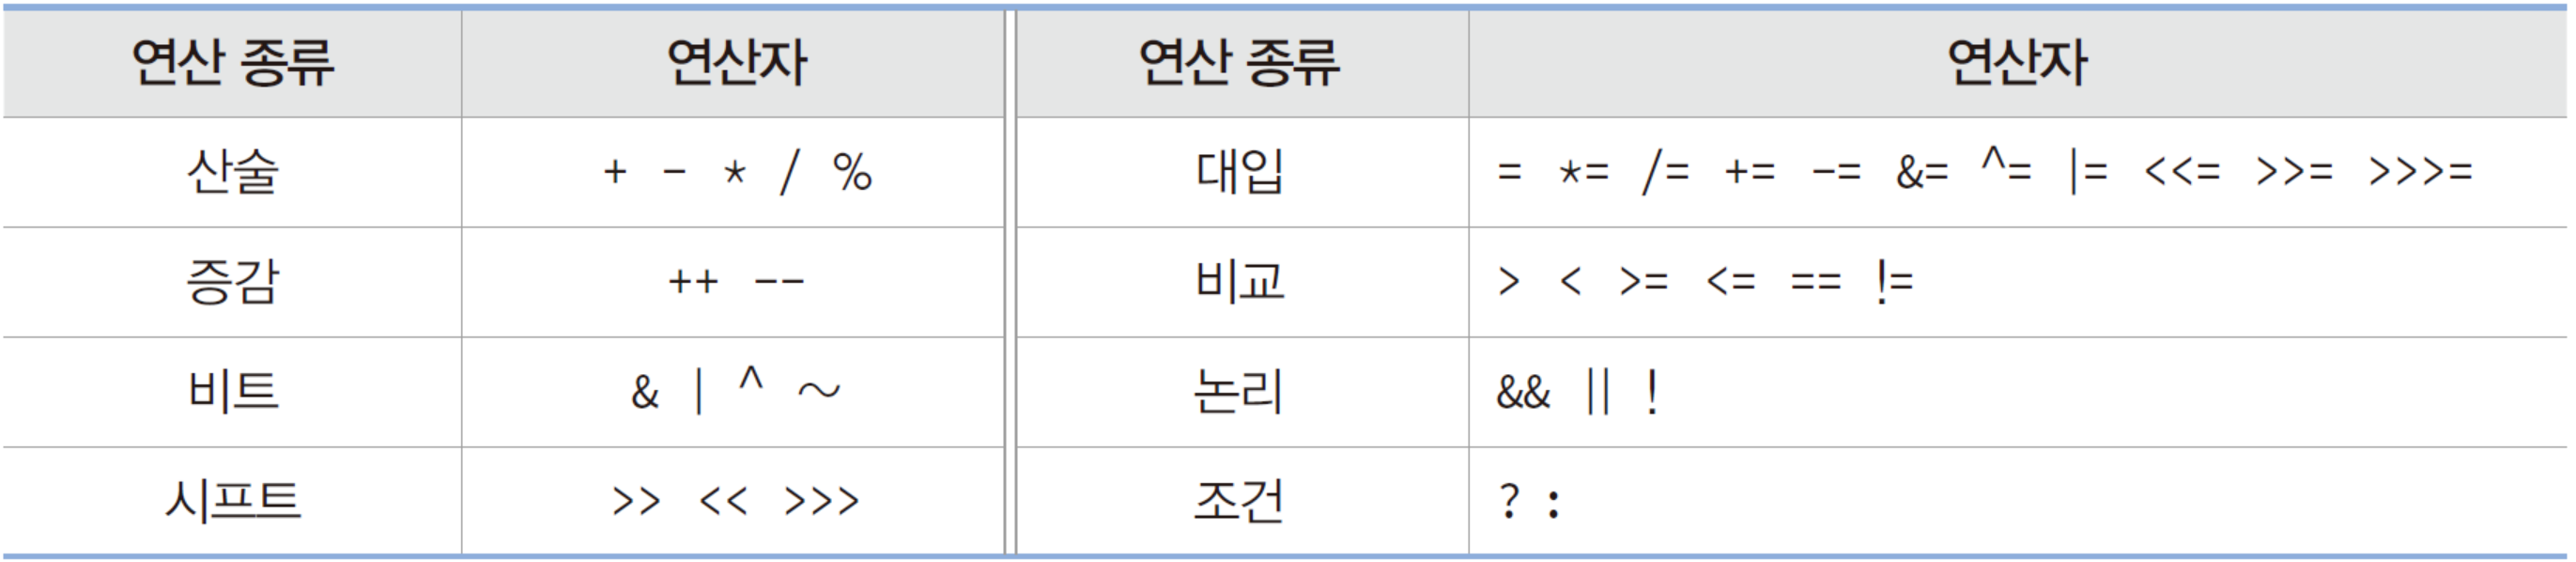 연산 종류 연산자 연산 종류 연산자
산술 + - * / % 대입 = *= /= += -= &= ^= |= <<= >>= >>>=
증감 ++ -- 비교 > < >= <= == !=
비트 & | ^ ~ 논리 && || !
시프트 >> << >>> 조건 ? :